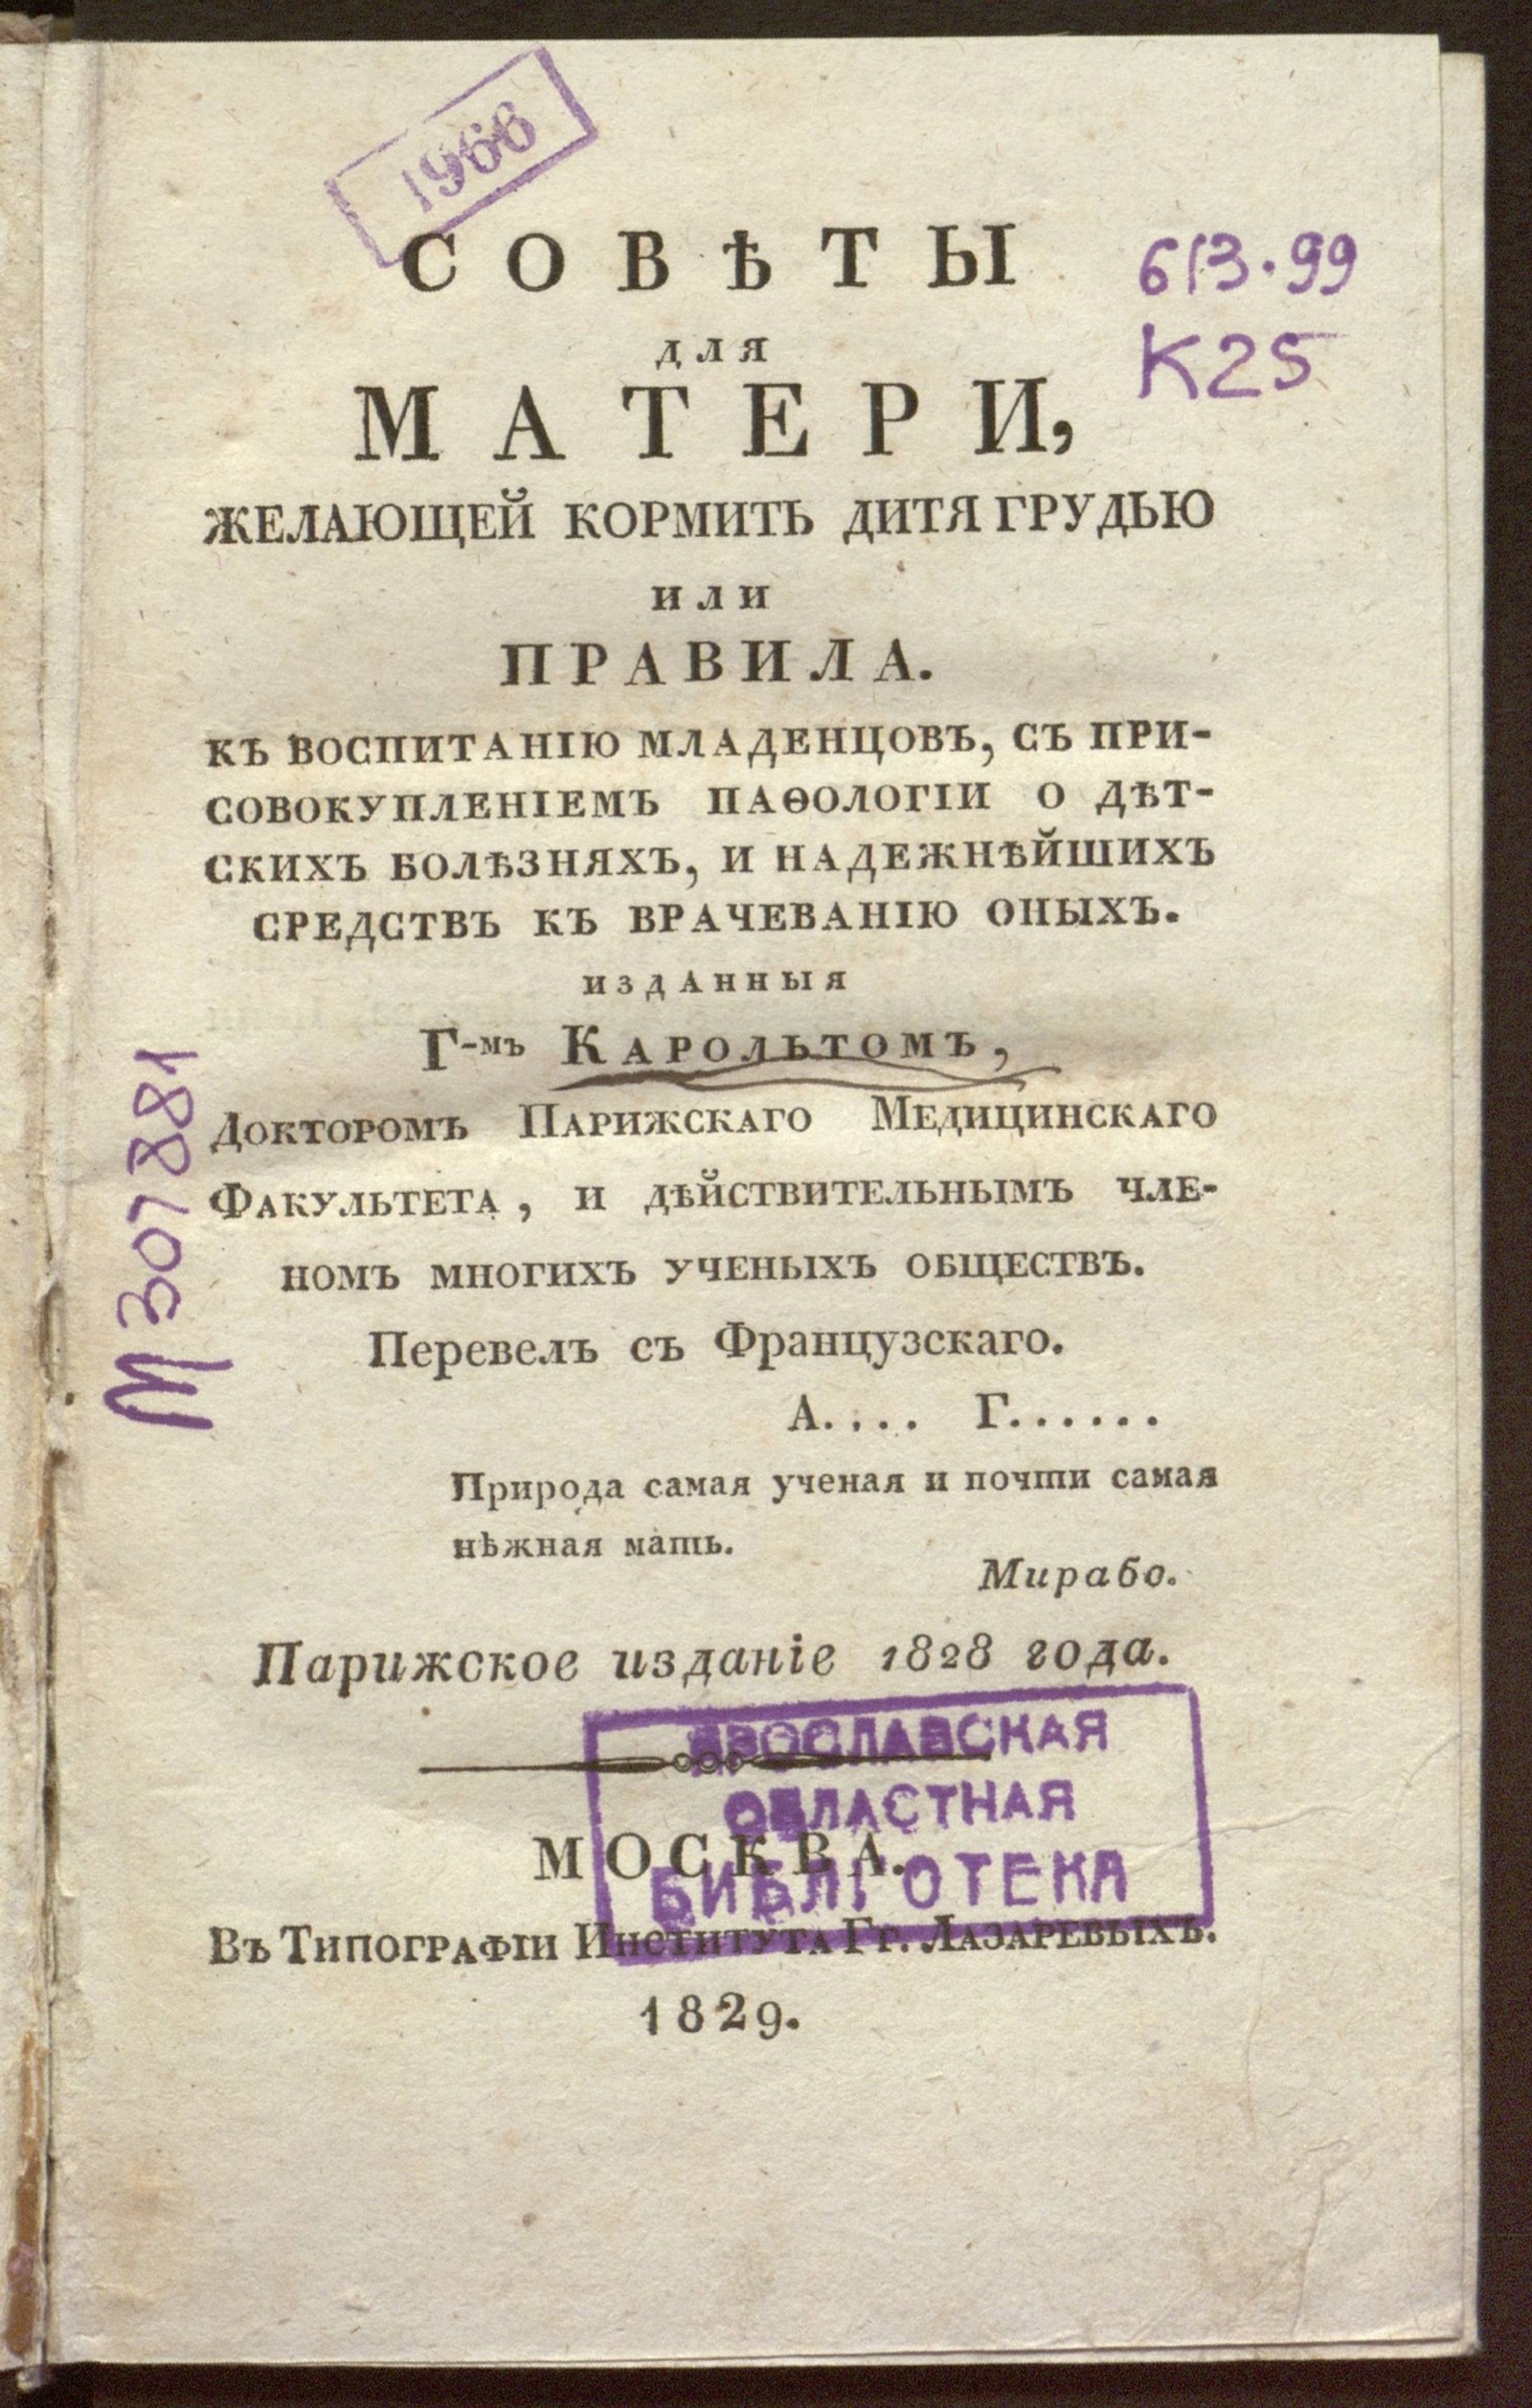 1966
СОВѢТЫ
613.99
для
К25
МАТЕРИ,
ЖЕЛАЮЩЕЙ КОРМИТЬ ДИТЯ ГРУДЬЮ
или
ПРАВИЛА.
КЪ ВОСПИТАНІЮ МЛАДЕНЦОВЪ, СЪ ПРИ-
СОВОКУПЛЕНІЕМЪ ПАѲОЛОГІИ О ДѢТ-
СКИХЪ БОЛѢЗНЯХЪ, И НАДЕЖНѢЙШИХЪ
СРЕДСТВЪ КЪ ВРАЧЕВАНІЮ ОНЫХЪ.
изданныя
Г-мъ КАРОЛЬТОМЪ,
ДОКТОРОМЪ ПАРИЖСКАГО МЕДИЦИНСКАГО
ФАКУЛЬТЕТА, И ДѢЙСТВИТЕЛЬНЫМЪ ЧЛЕ-
НОМЪ МНОГИХЪ УЧЕНЫХЪ ОБЩЕСТВЪ.
М307881
Перевелъ съ Французскаго.
А.... Г......
Природа самая ученая и почти самая
нѣжная мать.
Мирабо.
Парижское изданіе 1828 года.
ЯРОСЛАВСКАЯ
ОБЛАСТНАЯ
БИБЛІОТЕКА
МОСКВА.
ВЪ ТИПОГРАФІИ ИНСТИТУТА ГГ. ЛАЗАРЕВЫХЪ.
1829.